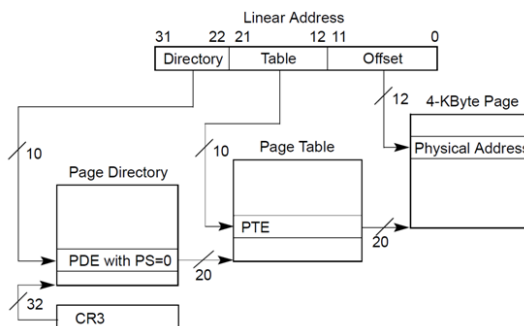 Linear Address
31 22 21 12 11 0
Directory Table Offset
12
4-KByte Page
10
10
Page Table
Physical Address
Page Directory
PTE
20
PDE with PS=0
20
32
CR3